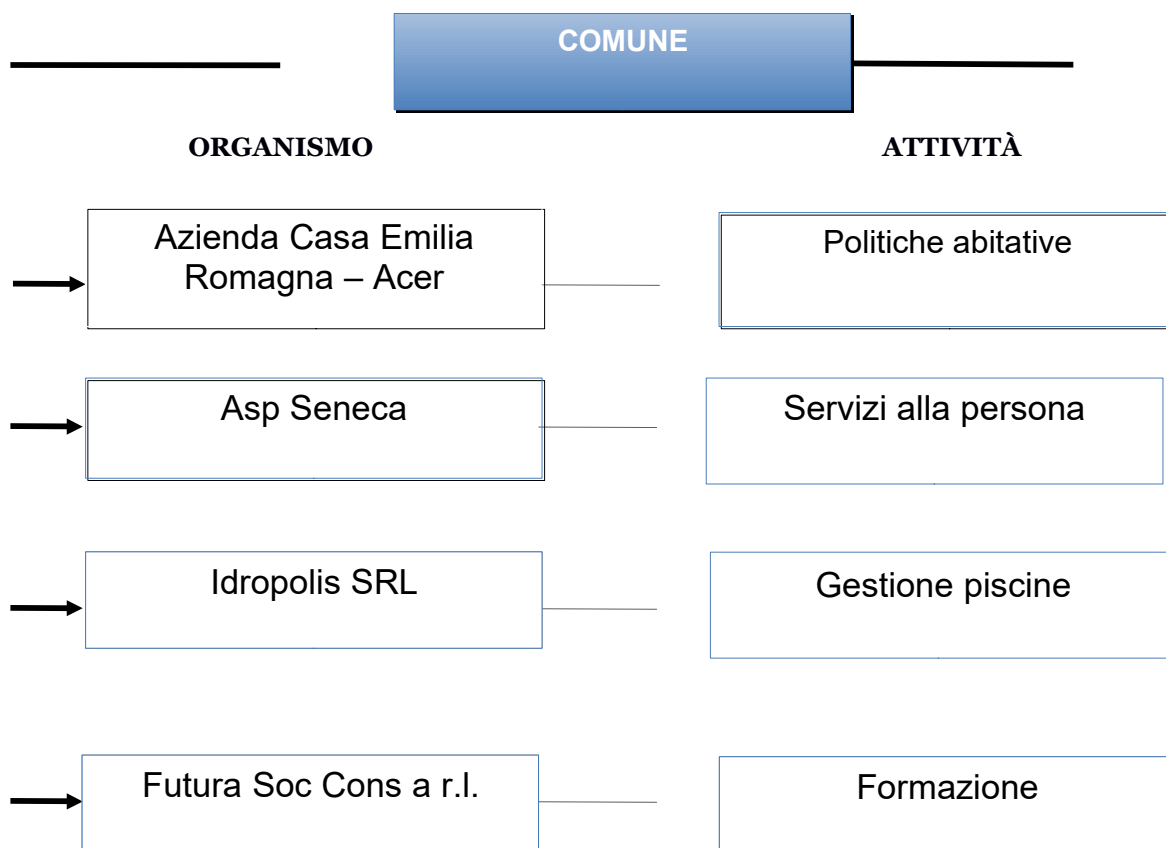 COMUNE
ORGANISMO
ATTIVITÀ
Azienda Casa Emilia
Romagna – Acer
Politiche abitative
Asp Seneca
Servizi alla persona
Idropolis SRL
Gestione piscine
Futura Soc Cons a r.l.
Formazione